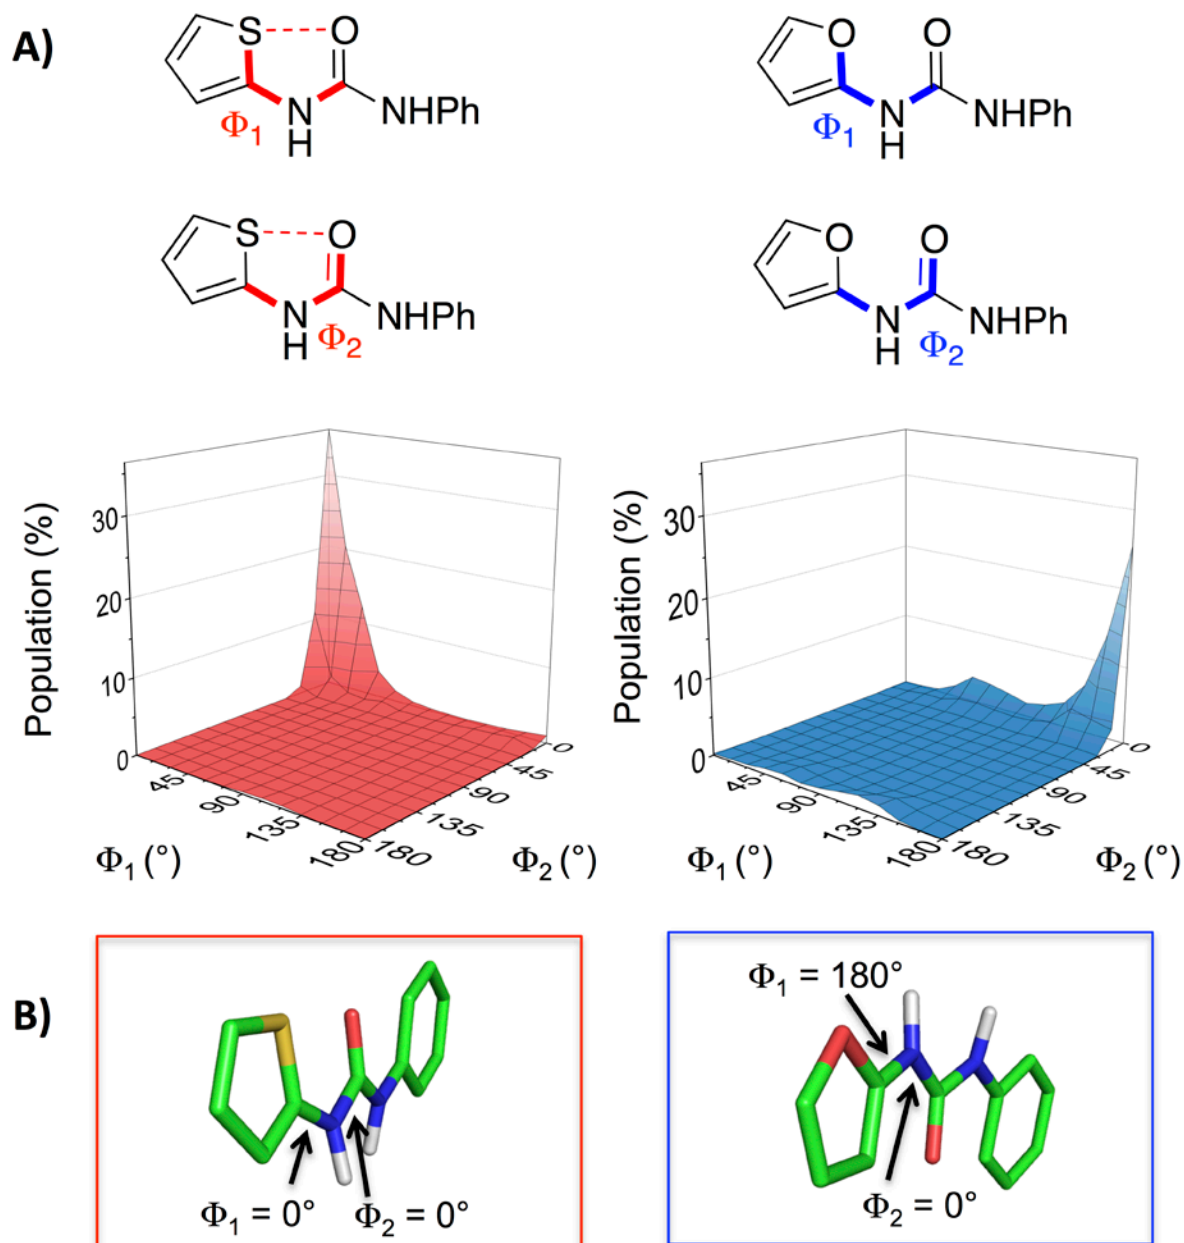 A)
S O
Φ₁ N NHPh
H
O O
Φ₁ N NHPh
H
S O
N Φ₂ NHPh
H
O O
N Φ₂ NHPh
H
Population (%)
30
20
10
0
45
90
135
180
Φ₁ (°)
0
45
90
135
180
Φ₂ (°)
Population (%)
30
20
10
0
45
90
135
180
Φ₁ (°)
0
45
90
135
180
Φ₂ (°)
B)
Φ₁ = 0° Φ₂ = 0°
Φ₁ = 180°
Φ₂ = 0°